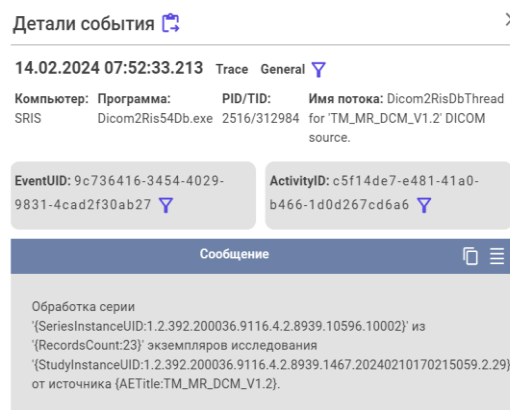 Детали события
14.02.2024 07:52:33.213 Trace General
Компьютер: Программа: PID/TID: Имя потока: Dicom2RisDbThread
SRIS Dicom2Ris54Db.exe 2516/312984 for 'TM_MR_DCM_V1.2' DICOM
source.
EventUID: 9c736416-3454-4029- ActivityID: c5f14de7-e481-41a0-
9831-4cad2f30ab27 b466-1d0d267cd6a6
Сообщение
Обработка серии
'{SeriesInstanceUID:1.2.392.200036.9116.4.2.8939.10596.10002}' из
'{RecordsCount:23}' экземпляров исследования
'{StudyInstanceUID:1.2.392.200036.9116.4.2.8939.1467.20240210170215059.2.29}
от источника {AETitle:TM_MR_DCM_V1.2}.